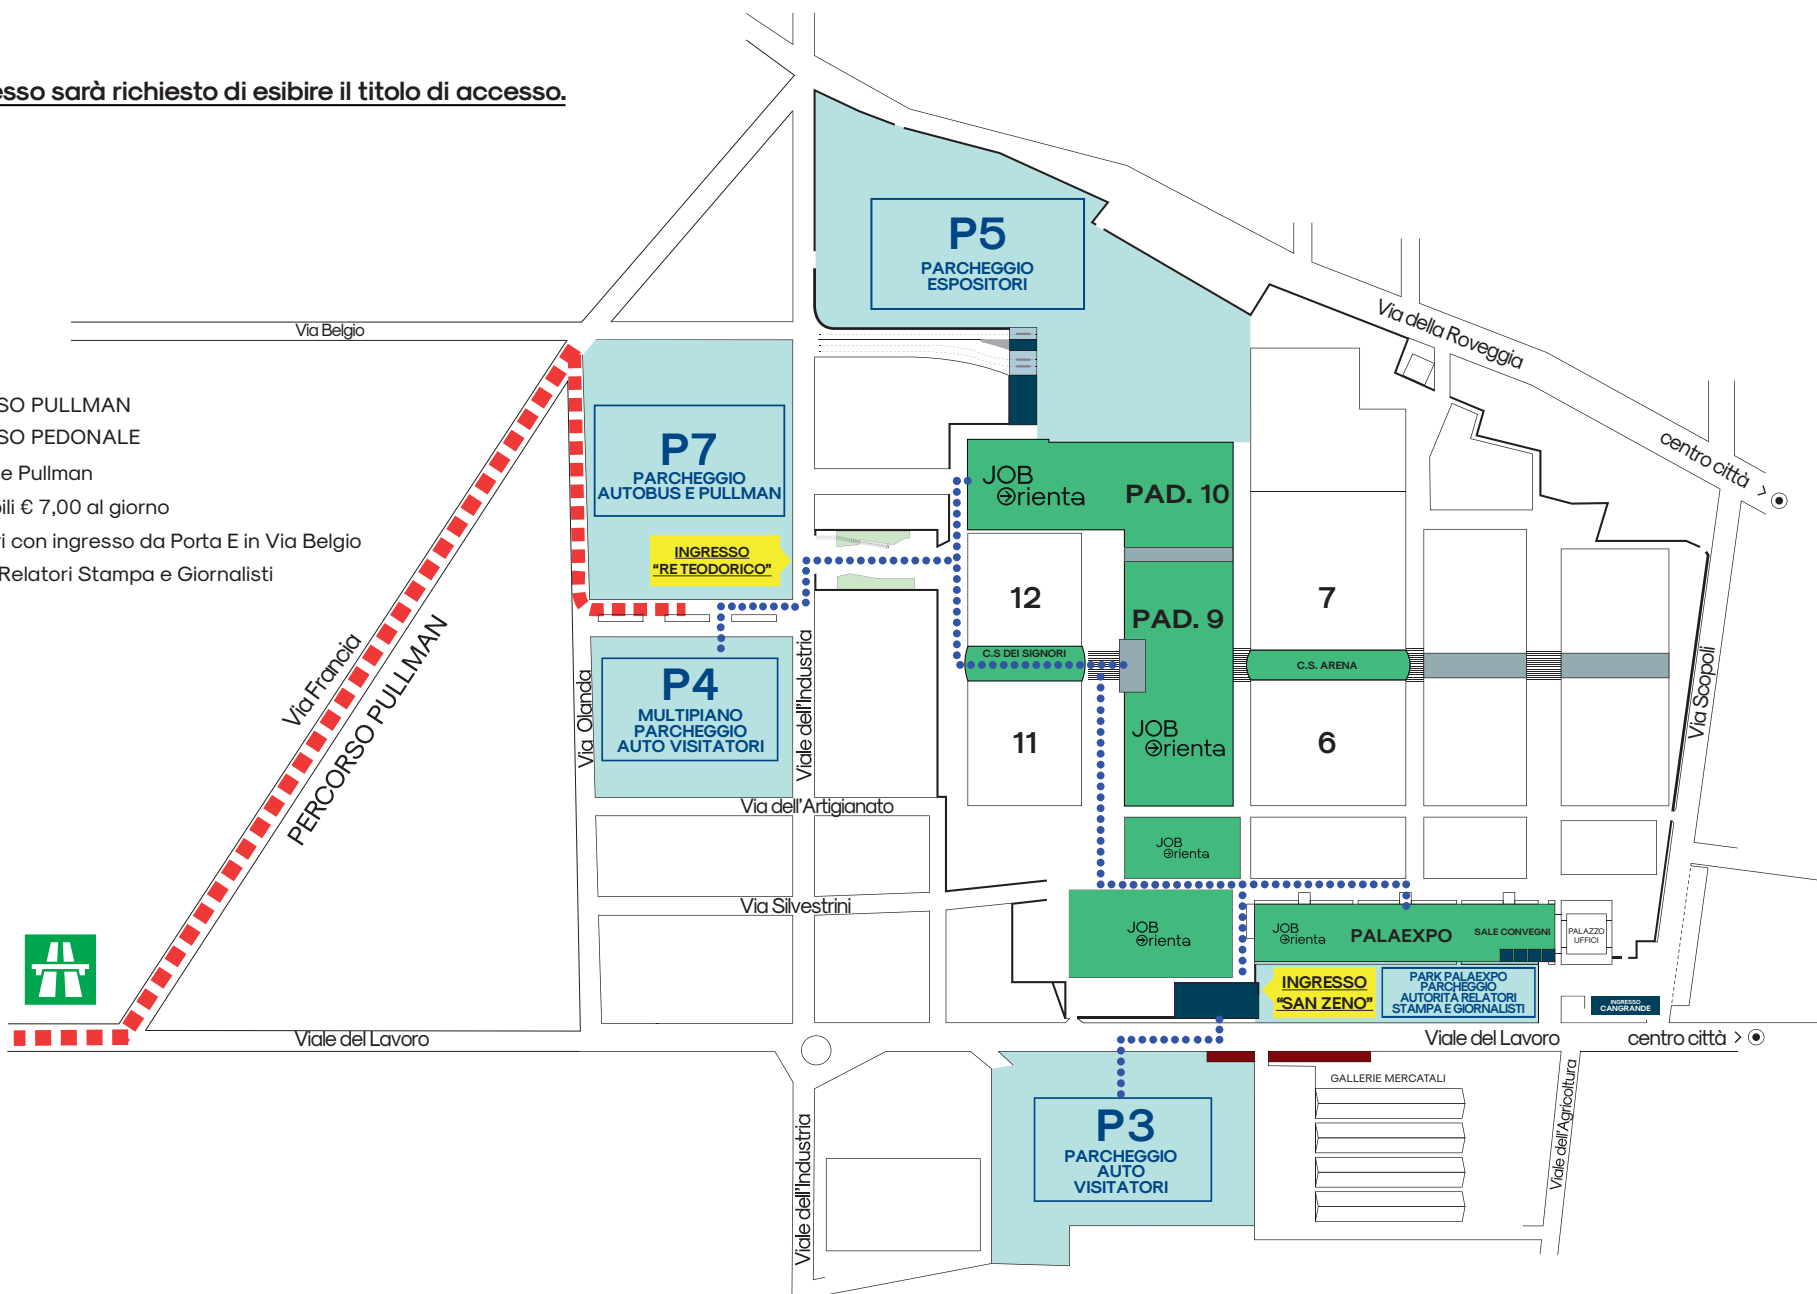 esso sarà richiesto di esibire il titolo di accesso.
P5
PARCHEGGIO
ESPOSITORI
Via Belgio
Via della Roveggia
SO PULLMAN
SO PEDONALE
e Pullman
bili € 7,00 al giorno
ri con ingresso da Porta E in Via Belgio
Relatori Stampa e Giornalisti
P7
PARCHEGGIO
AUTOBUS E PULLMAN
JOB
Orienta
PAD. 10
centro città >
INGRESSO
"RE TEODORICO"
12
PAD. 9
7
C.S DEI SIGNORI
C.S. ARENA
Via Francia
PERCORSO PULLMAN
Via Olanda
P4
MULTIPIANO
PARCHEGGIO
AUTO VISITATORI
Viale dell'Industria
Via Scopoli
11
JOB
Orienta
6
Via dell'Artigianato
JOB
Orienta
Via Silvestrini
JOB
Orienta
JOB
Orienta
PALAEXPO
SALE CONVEGNI
PALAZZO
UFFICI
INGRESSO
"SAN ZENO"
PARK PALAEXPO
PARCHEGGIO
AUTORITÀ RELATORI
STAMPA E GIORNALISTI
INGRESSO
CANGRANDE
Viale del Lavoro
Viale del Lavoro
centro città >
GALLERIE MERCATALI
Viale dell'Agricoltura
P3
PARCHEGGIO
AUTO
VISITATORI
Viale dell'Industria